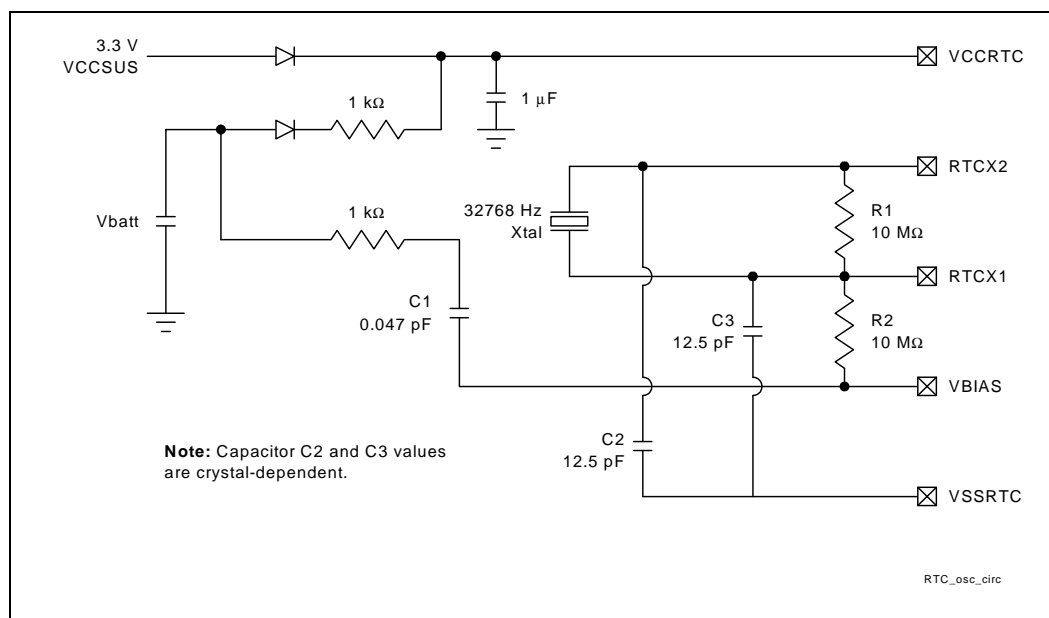 3.3 V
VCCSUS
VCCRTC
1 kΩ
1 μF
RTCX2
Vbatt
1 kΩ
32768 Hz
Xtal
R1
10 MΩ
RTCX1
C1
0.047 pF
C3
12.5 pF
R2
10 MΩ
VBIAS
Note: Capacitor C2 and C3 values
are crystal-dependent.
C2
12.5 pF
VSSRTC
RTC_osc_circ